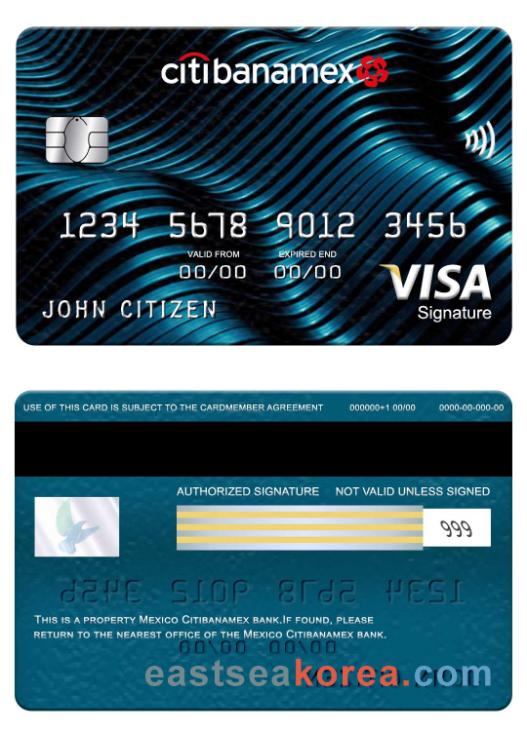 citibanamex
1234 5678 9012 3456
VALID FROM EXPIRED END
00/00 00/00
JOHN CITIZEN
VISA
Signature
USE OF THIS CARD IS SUBJECT TO THE CARDMEMBER AGREEMENT 000000+1 00/00 0000-00-000-00
AUTHORIZED SIGNATURE NOT VALID UNLESS SIGNED
999
THIS IS A PROPERTY MEXICO CITIBANAMEX BANK.IF FOUND, PLEASE
RETURN TO THE NEAREST OFFICE OF THE MEXICO CITIBANAMEX BANK.
eastseakorea.com